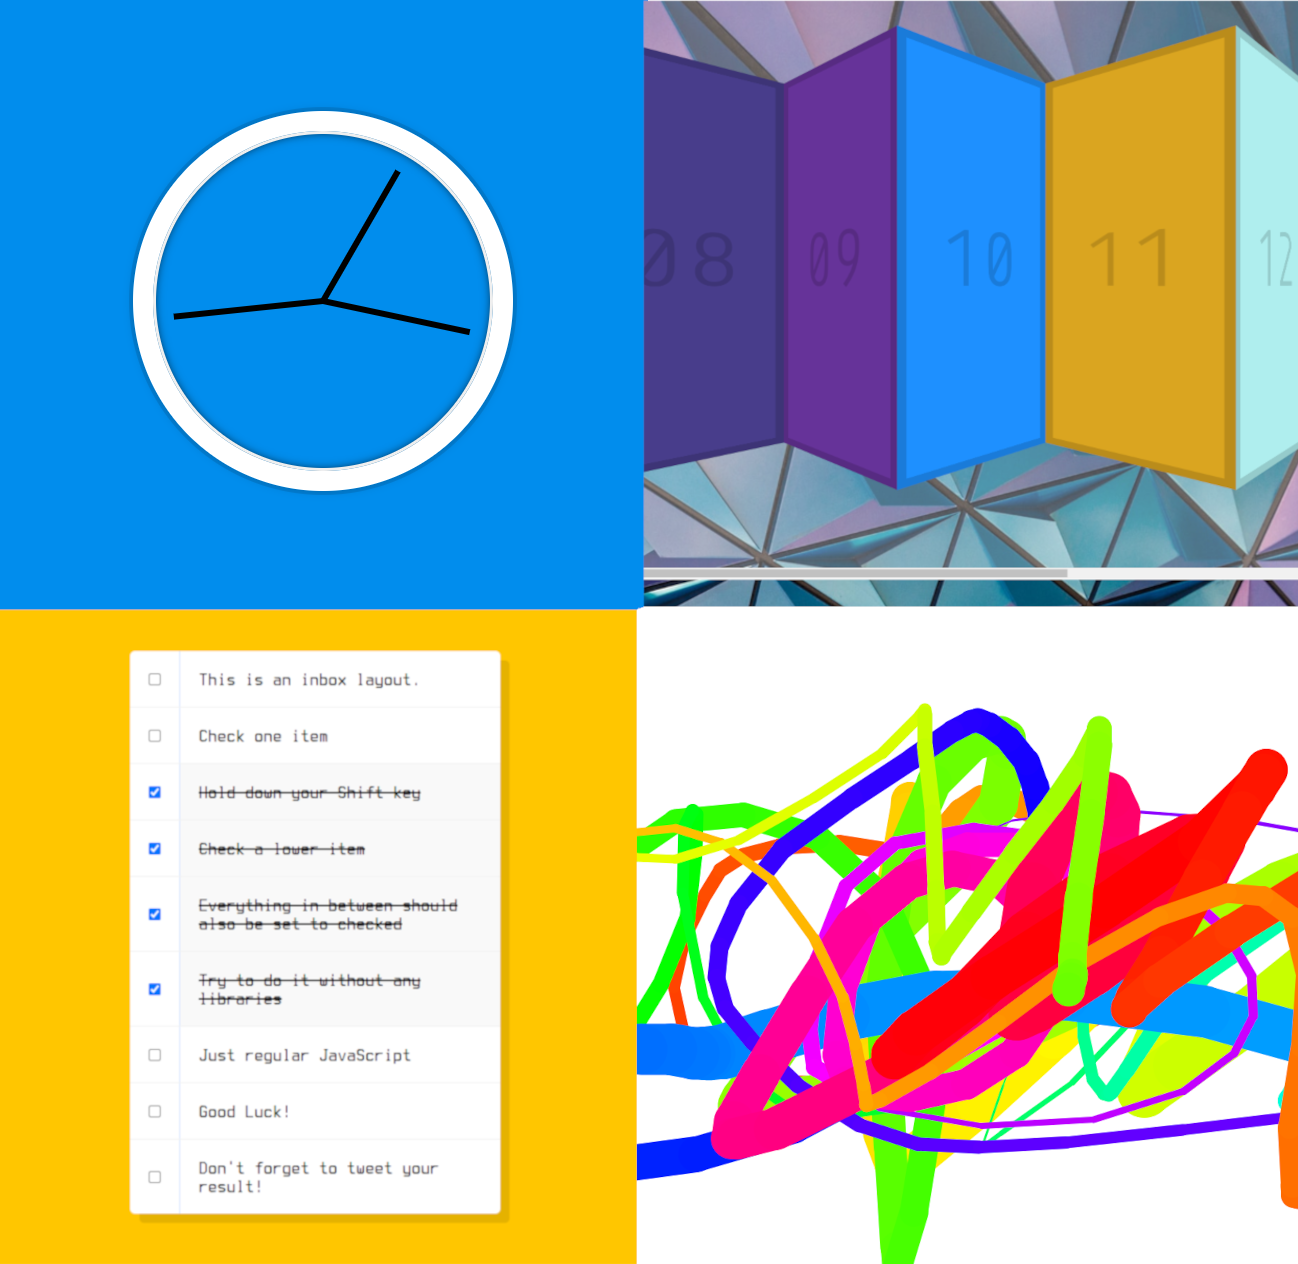 08 09 10 11 12
This is an inbox layout.
Check one item
Hold down your Shift key
Check a lower item
Everything in between should
also be set to checked
Try to do it without any
libraries
Just regular JavaScript
Good Luck!
Don't forget to tweet your
result!